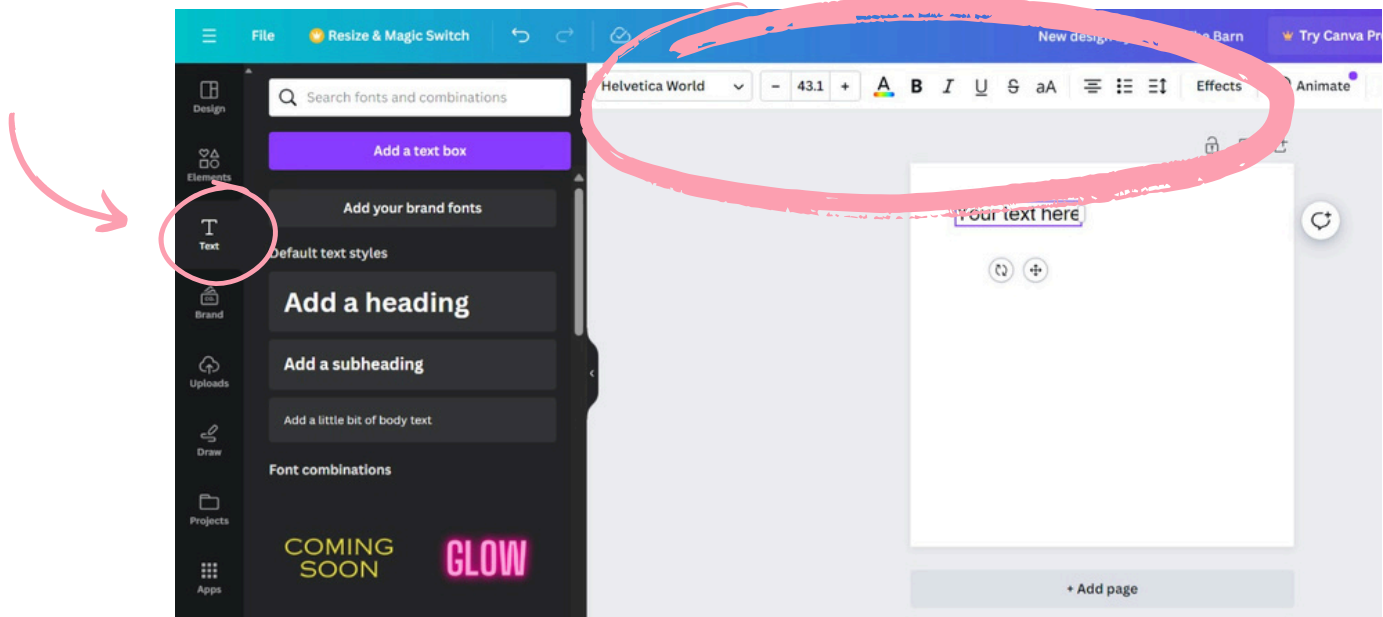 File Resize & Magic Switch New design The Barn Try Canva Pr
Design
Elements
Text
Brand
Uploads
Draw
Projects
Apps
Search fonts and combinations
Add a text box
Add your brand fonts
Default text styles
Add a heading
Add a subheading
Add a little bit of body text
Font combinations
COMING
SOON
GLOW
Helvetica World - 43.1 + A B I U S aA Effects Animate
Your text here
+ Add page